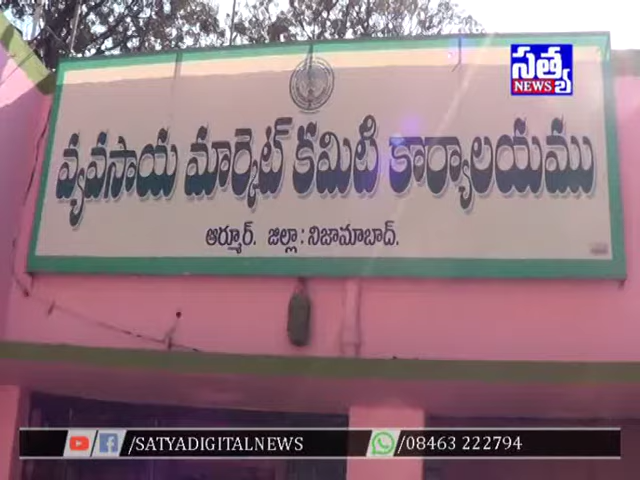 సత్య
NEWS
వ్యవసాయ మార్కెట్ కమిటీ కార్యాలయము
ఆర్మూర్. జిల్లా: నిజామాబాద్.
/SATYADIGITALNEWS
/08463 222794